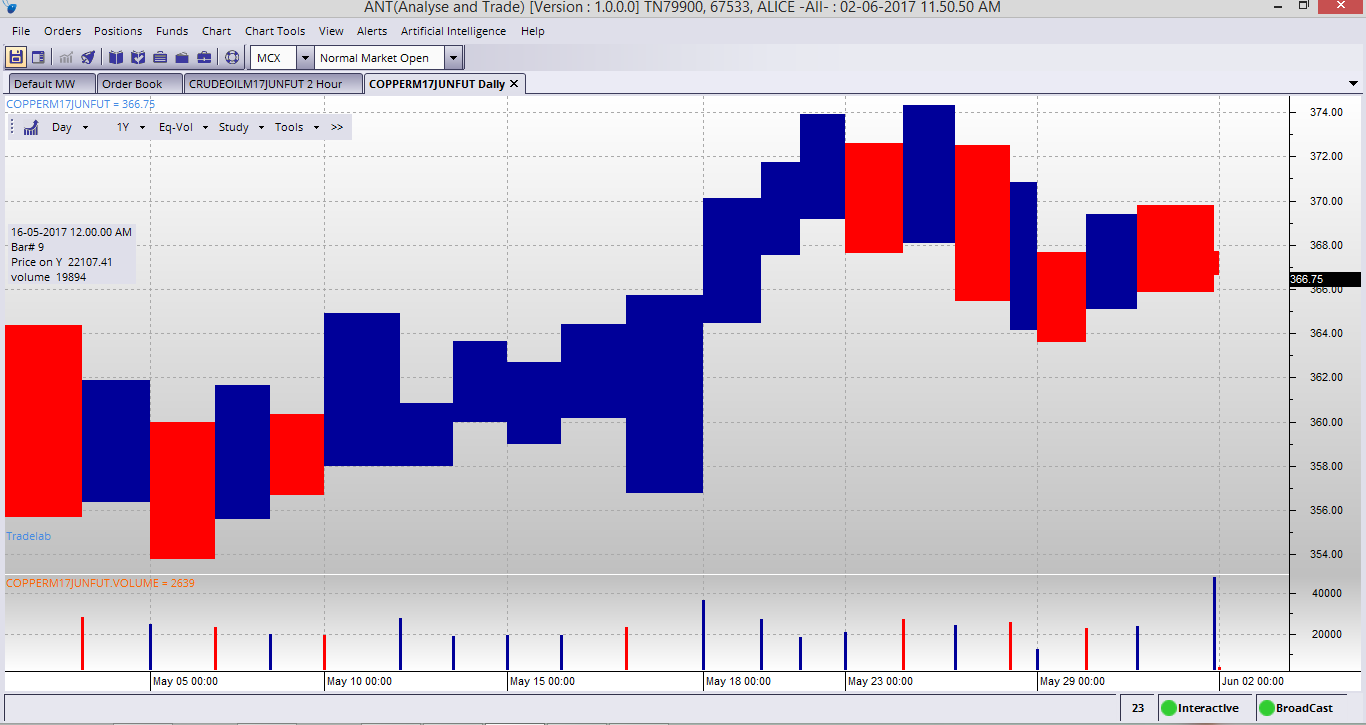 ANT(Analyse and Trade) [Version : 1.0.0.0] TN79900, 67533, ALICE -All- : 02-06-2017 11.50.50 AM
File Orders Positions Funds Chart Chart Tools View Alerts Artificial Intelligence Help
MCX Normal Market Open
Default MW Order Book CRUDEOILM17JUNFUT 2 Hour COPPERM17JUNFUT Daily
COPPERM17JUNFUT = 366.75
Day 1Y Eq-Vol Study Tools >>
16-05-2017 12.00.00 AM
Bar# 9
Price on Y 22107.41
volume 19894
374.00
372.00
370.00
368.00
366.75
366.00
364.00
362.00
360.00
358.00
356.00
354.00
Tradelab
COPPERM17JUNFUT.VOLUME = 2639
40000
20000
May 05 00:00 May 10 00:00 May 15 00:00 May 18 00:00 May 23 00:00 May 29 00:00 Jun 02 00:00
23 Interactive BroadCast